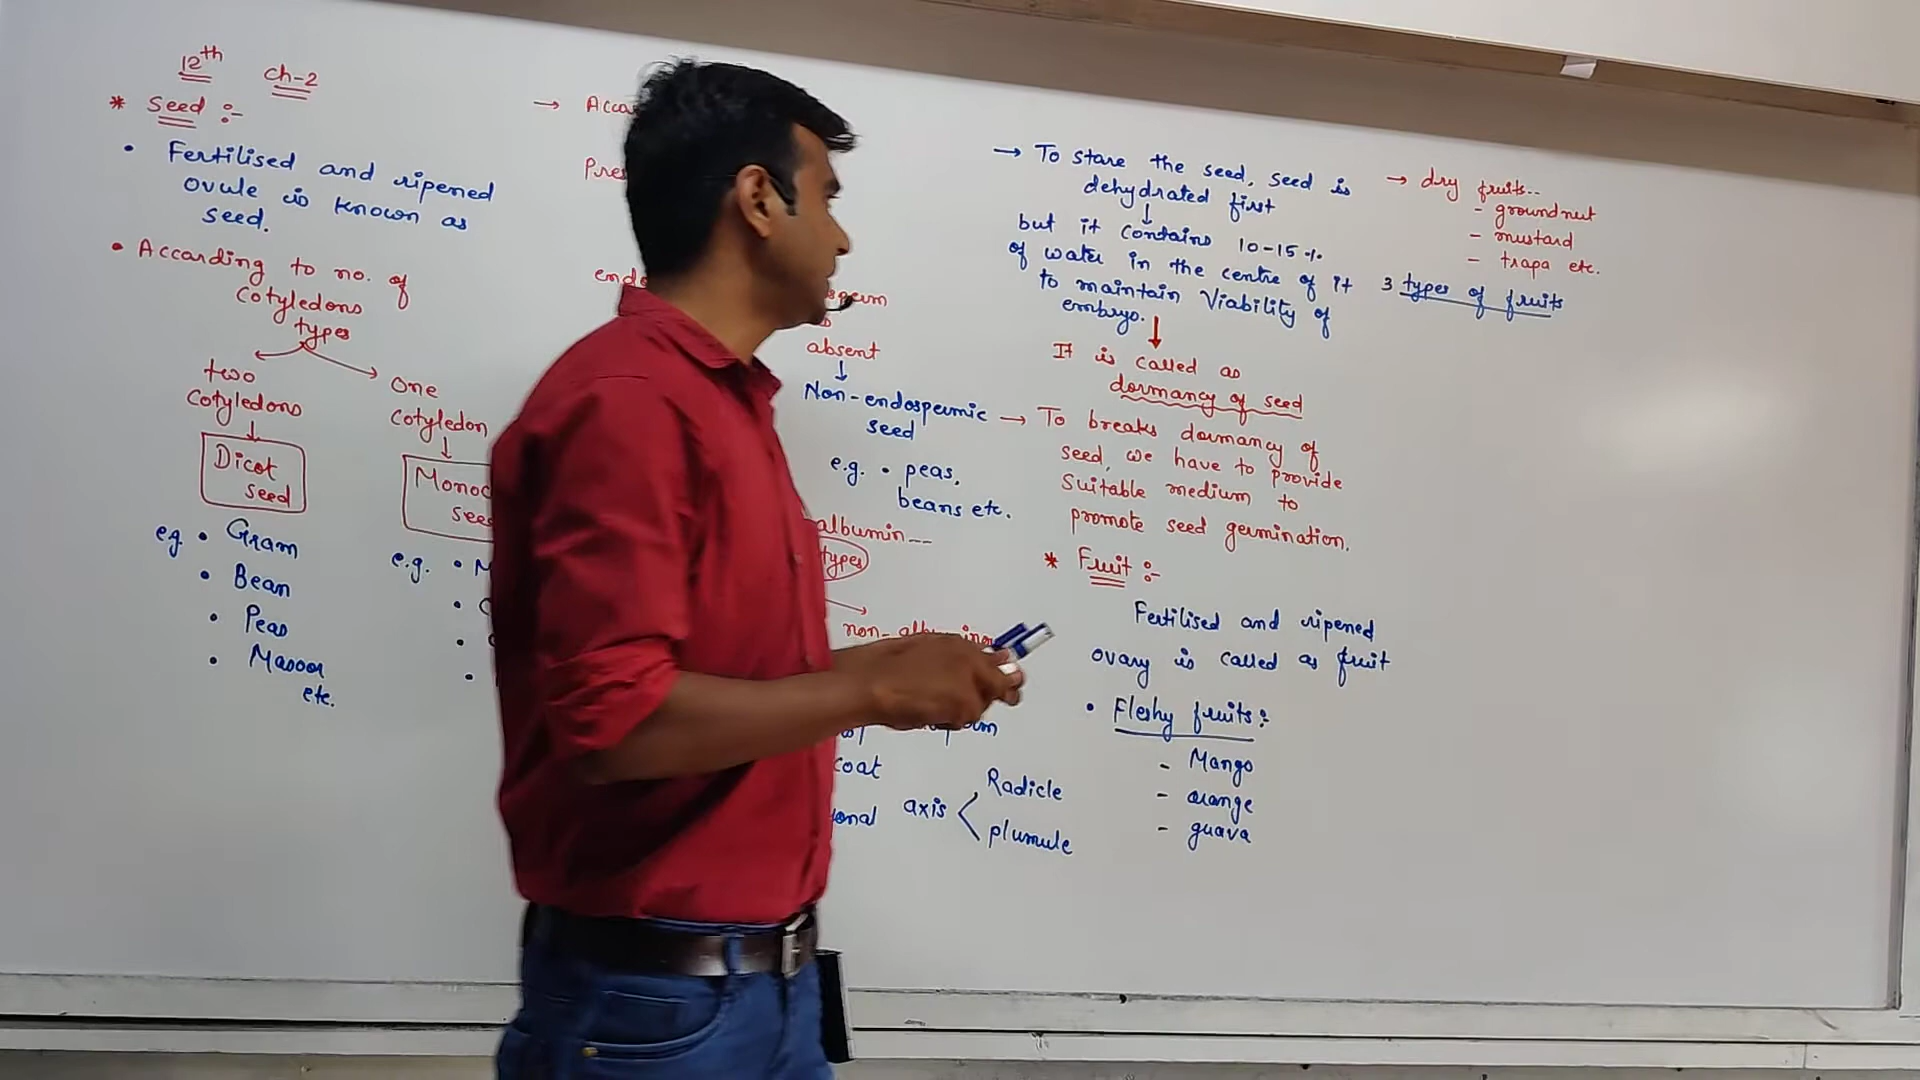 12th ch-2
* Seed :-
• Fertilised and ripened
ovule is known as
seed.
• According to no. of
cotyledons
types
two
cotyledons
Dicot
seed
eg. • Gram
• Bean
• Peas
• Masoor
etc.
One
cotyledon
e.g.
→
absent
↓
Non-endospermic
seed
e.g. • peas,
beans etc.
albumin--
types
coat
axis < Radicle
plumule
→ To store the seed, seed is
dehydrated first
↓
but it contains 10-15%
of water in the centre of it
to maintain Viability of
embryo.
It is called as
dormancy of seed
→ To breaks dormancy of
seed, we have to provide
suitable medium to
promote seed germination.
* Fruit :-
Fertilised and ripened
ovary is called as fruit
• Fleshy fruits :-
- Mango
- orange
- guava
→ dry fruits--
- groundnut
- mustard
- trapa etc.
3 types of fruits